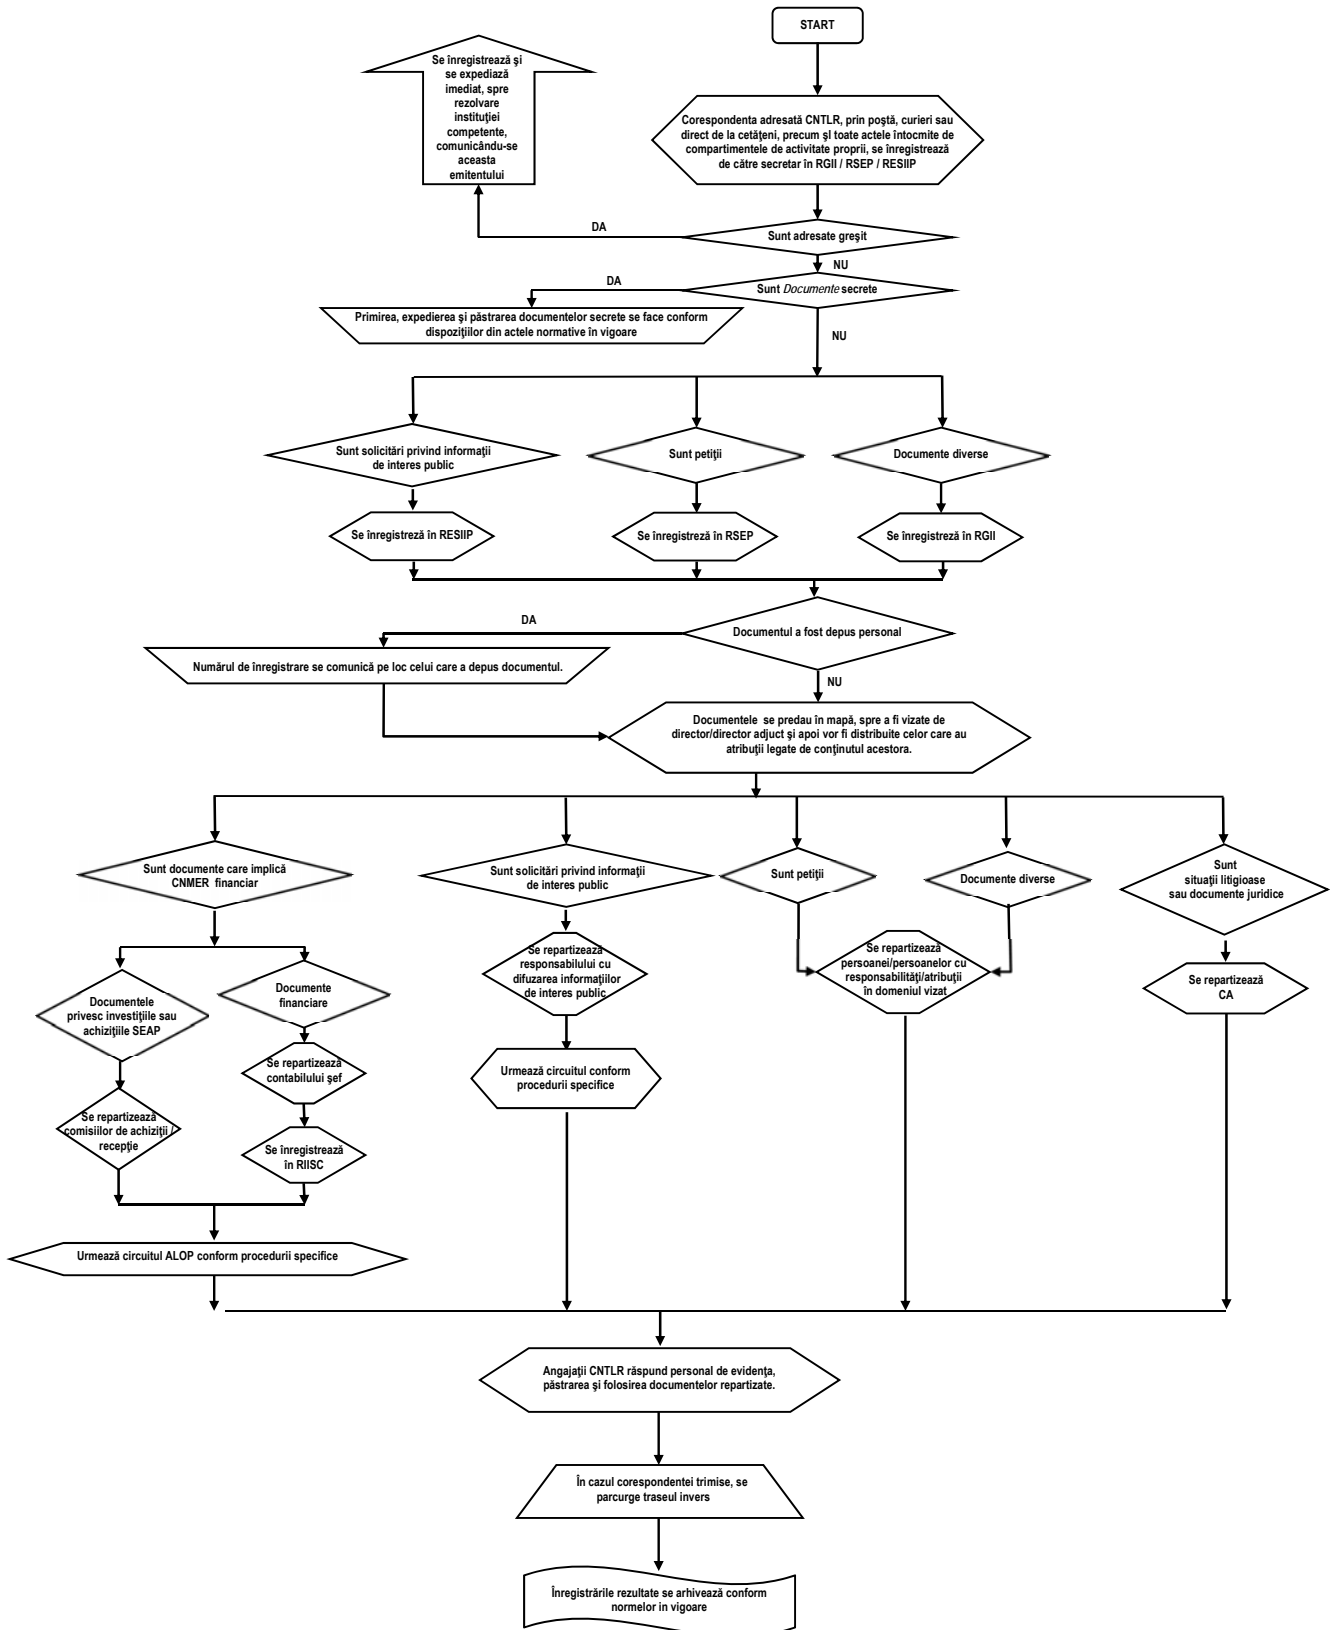 START
Se înregistrează şi
se expediază
imediat, spre
rezolvare
instituţiei
competente,
comunicându-se
aceasta
emitentului
Corespondenta adresată CNTLR, prin poştă, curieri sau
direct de la cetăţeni, precum şI toate actele întocmite de
compartimentele de activitate proprii, se înregistrează
de către secretar în RGII / RSEP / RESIIP
DA
Sunt adresate greşit
NU
DA
Sunt Documente secrete
Primirea, expedierea şi păstrarea documentelor secrete se face conform
dispoziţiilor din actele normative în vigoare
NU
Sunt solicitări privind informaţii
de interes public
Sunt petiţii
Documente diverse
Se înregistreză în RESIIP
Se înregistreză în RSEP
Se înregistreză în RGII
DA
Documentul a fost depus personal
Numărul de înregistrare se comunică pe loc celui care a depus documentul.
NU
Documentele se predau în mapă, spre a fi vizate de
director/director adjuct şi apoi vor fi distribuite celor care au
atribuţii legate de conţinutul acestora.
Sunt documente care implică
CNMER financiar
Sunt solicitări privind informaţii
de interes public
Sunt petiţii
Documente diverse
Sunt
situaţii litigioase
sau documente juridice
Documentele
privesc investiţiile sau
achiziţiile SEAP
Documente
financiare
Se repartizează
responsabilului cu
difuzarea informaţiilor
de interes public
Se repartizează
persoanei/persoanelor cu
responsabilităţi/atribuţii
în domeniul vizat
Se repartizează
CA
Se repartizează
contabilului şef
Urmează circuitul conform
procedurii specifice
Se repartizează
comisiilor de achiziţii /
recepţie
Se înregistrează
în RIISC
Urmează circuitul ALOP conform procedurii specifice
Angajaţii CNTLR răspund personal de evidenţa,
păstrarea şi folosirea documentelor repartizate.
În cazul corespondentei trimise, se
parcurge traseul invers
Înregistrările rezultate se arhivează conform
normelor in vigoare